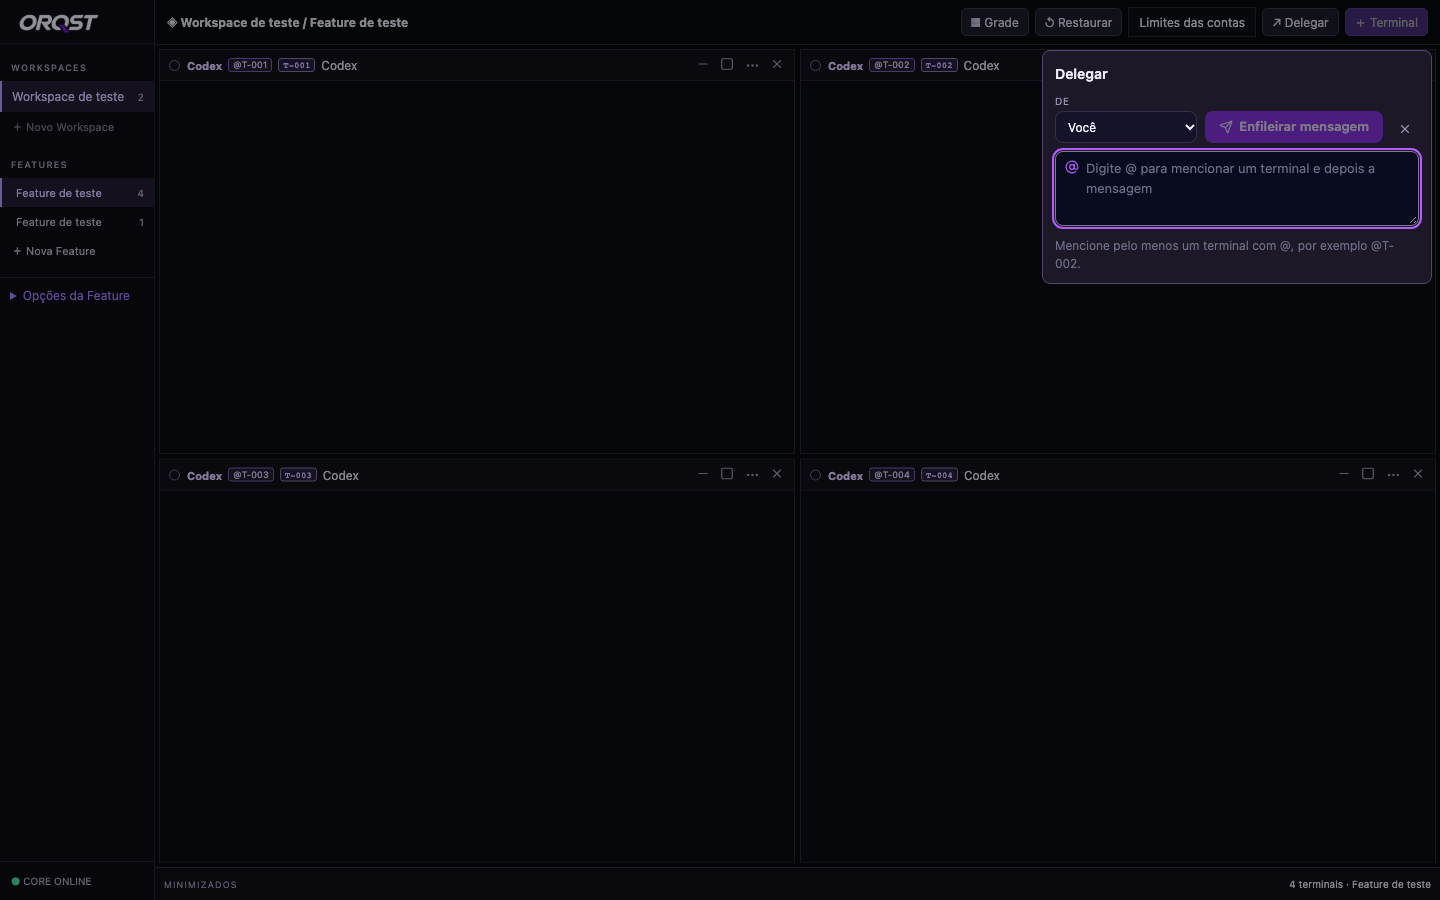 ORQST
◈ Workspace de teste / Feature de teste
▦ Grade
↺ Restaurar
Limites das contas
↗ Delegar
+ Terminal
WORKSPACES
Workspace de teste 2
+ Novo Workspace
FEATURES
Feature de teste 4
Feature de teste 1
+ Nova Feature
▶ Opções da Feature
Codex @T-001 T-001 Codex
Codex @T-002 T-002 Codex
Delegar
DE
Você
Enfileirar mensagem
@ Digite @ para mencionar um terminal e depois a
mensagem
Mencione pelo menos um terminal com @, por exemplo @T-
002.
Codex @T-003 T-003 Codex
Codex @T-004 T-004 Codex
CORE ONLINE
MINIMIZADOS
4 terminais · Feature de teste